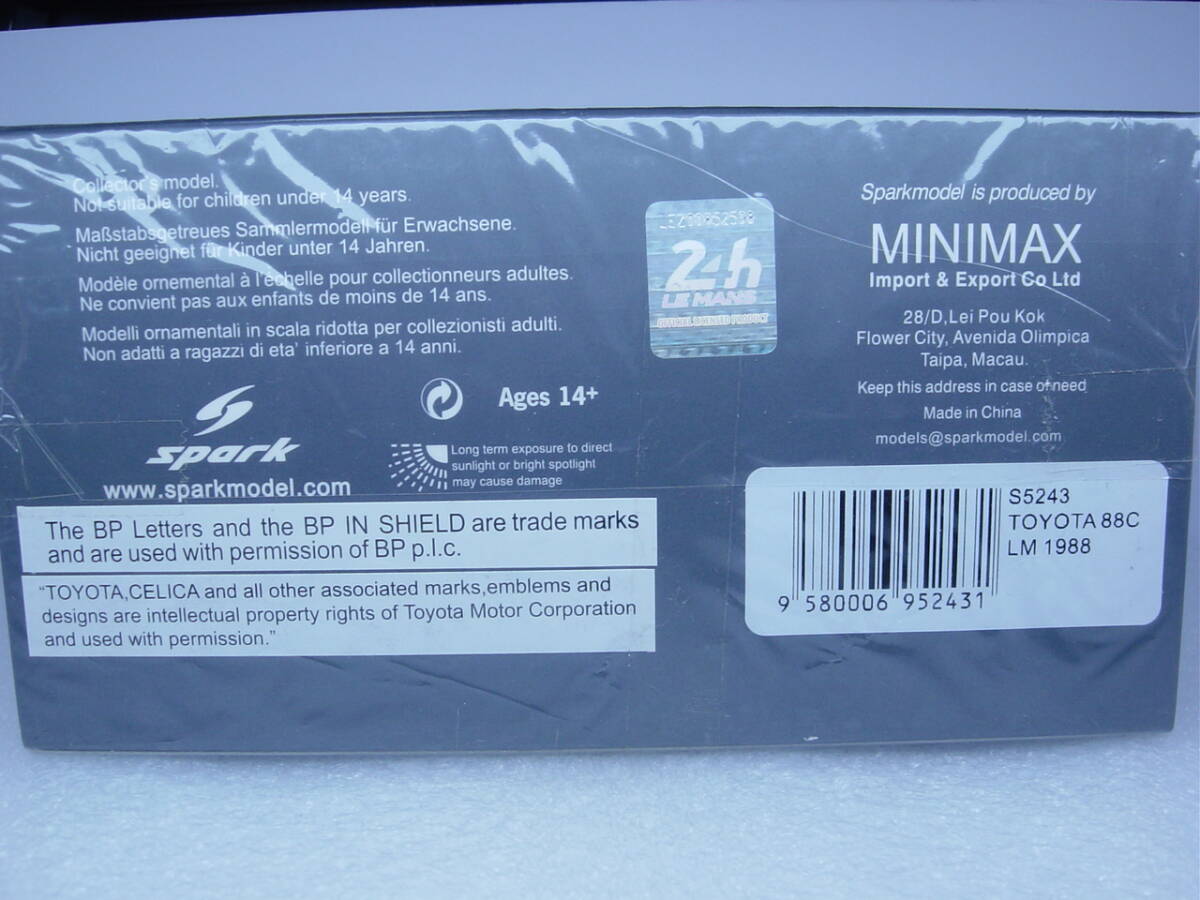 Collector's model.
Not suitable for children under 14 years.
Maßstabsgetreues Sammlermodell für Erwachsene.
Nicht geeignet für Kinder unter 14 Jahren.
Modèle ornemental à l'échelle pour collectionneurs adultes.
Ne convient pas aux enfants de moins de 14 ans.
Modelli ornamentali in scala ridotta per collezionisti adulti.
Non adatti a ragazzi di eta' inferiore a 14 anni.
spark
www.sparkmodel.com
Ages 14+
Long term exposure to direct
sunlight or bright spotlight
may cause damage
The BP Letters and the BP IN SHIELD are trade marks
and are used with permission of BP p.l.c.
"TOYOTA,CELICA and all other associated marks,emblems and
designs are intellectual property rights of Toyota Motor Corporation
and used with permission."
24h
LE MANS
OFFICIAL LICENSED PRODUCT
Sparkmodel is produced by
MINIMAX
Import & Export Co Ltd
28/D,Lei Pou Kok
Flower City, Avenida Olimpica
Taipa, Macau.
Keep this address in case of need
Made in China
models@sparkmodel.com
S5243
TOYOTA 88C
LM 1988
9 580006 952431